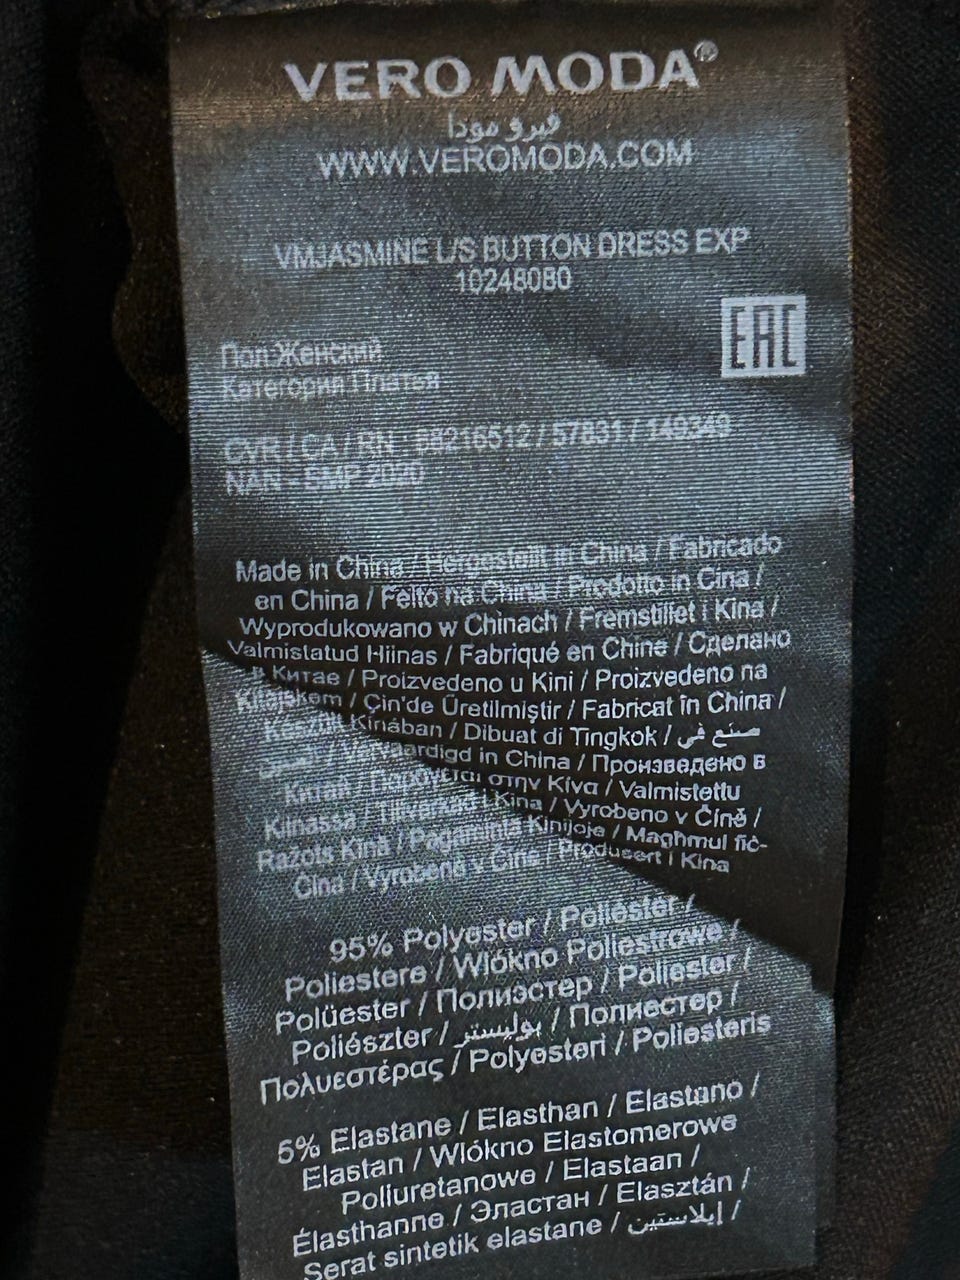 VERO MODA®
فيرو مودا
WWW.VEROMODA.COM
VMJASMINE L/S BUTTON DRESS EXP
10248080
EAC
Пол:Женский
Категория:Платья
CVR / CA / RN : 88216512 / 57831 / 149349
NAN - SMP 2020
Made in China / Hergestellt in China / Fabricado
en China / Feito na China / Prodotto in Cina /
Wyprodukowano w Chinach / Fremstillet i Kina /
Valmistatud Hiinas / Fabriqué en Chine / Сделано
в Китае / Proizvedeno u Kini / Proizvedeno na
Kitajskem / Çin'de Üretilmiştir / Fabricat în China /
Készült Kínában / Dibuat di Tingkok / صنع في
الصين / Vervaardigd in China / Произведено в
Китай / Παράγεται στην Κίνα / Valmistettu
Kiinassa / Tillverkad i Kina / Vyrobeno v Číně /
Ražots Ķīnā / Pagaminta Kinijoje / Maghmul fiċ-
Ċina / Vyrobené v Číne / Produsert i Kina
95% Polyester / Poliéster /
Poliestere / Włókno Poliestrowe /
Polüester / Полиэстер / Poliester /
Poliészter / بوليستر / Полиестер /
Πολυεστέρας / Polyesteri / Poliesteris
5% Elastane / Elasthan / Elastano /
Elastan / Włókno Elastomerowe
Poliuretanowe / Elastaan /
Élasthanne / Эластан / Elasztán /
Serat sintetik elastane / إيلاستين /